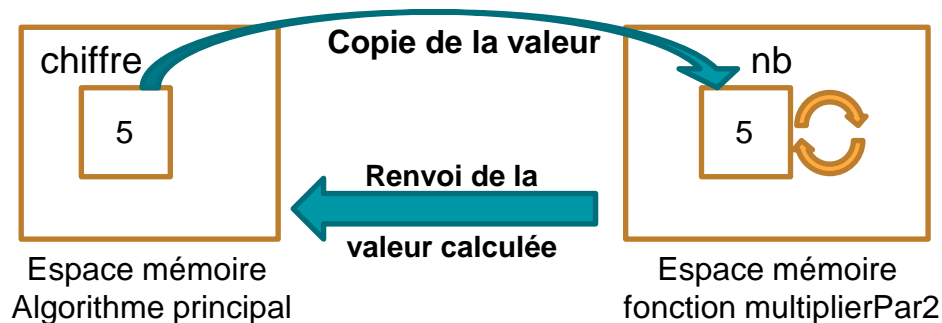 chiffre
5
Copie de la valeur
nb
5
Renvoi de la
valeur calculée
Espace mémoire
Algorithme principal
Espace mémoire
fonction multiplierPar2